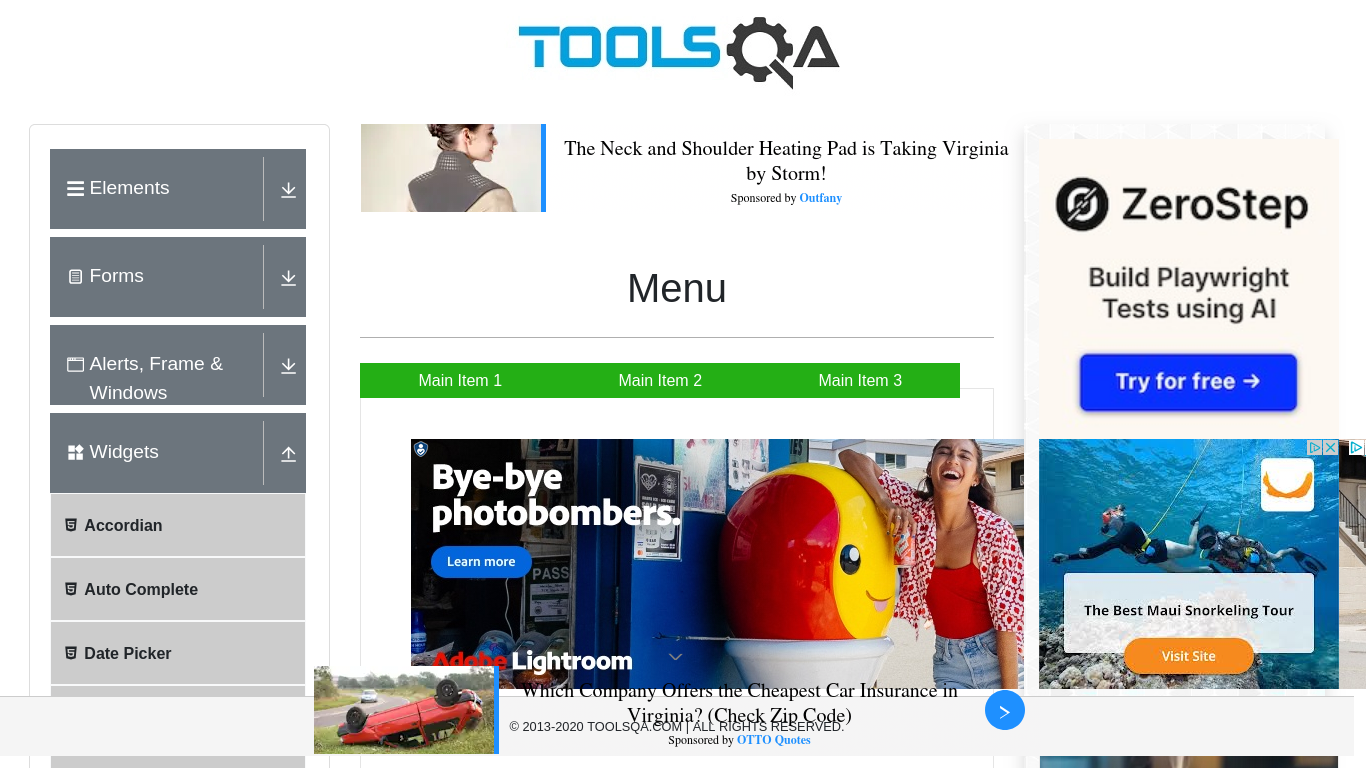 TOOLSQA
Elements
Forms
Alerts, Frame &
Windows
Widgets
Accordian
Auto Complete
Date Picker
The Neck and Shoulder Heating Pad is Taking Virginia
by Storm!
Sponsored by Outfany
Menu
Main Item 1
Main Item 2
Main Item 3
Bye-bye
photobombers.
Learn more
PASS
Adobe Lightroom
ZeroStep
Build Playwright
Tests using AI
Try for free →
The Best Maui Snorkeling Tour
Visit Site
Which Company Offers the Cheapest Car Insurance in
Virginia? (Check Zip Code)
© 2013-2020 TOOLSQA.COM | ALL RIGHTS RESERVED.
Sponsored by OTTO Quotes